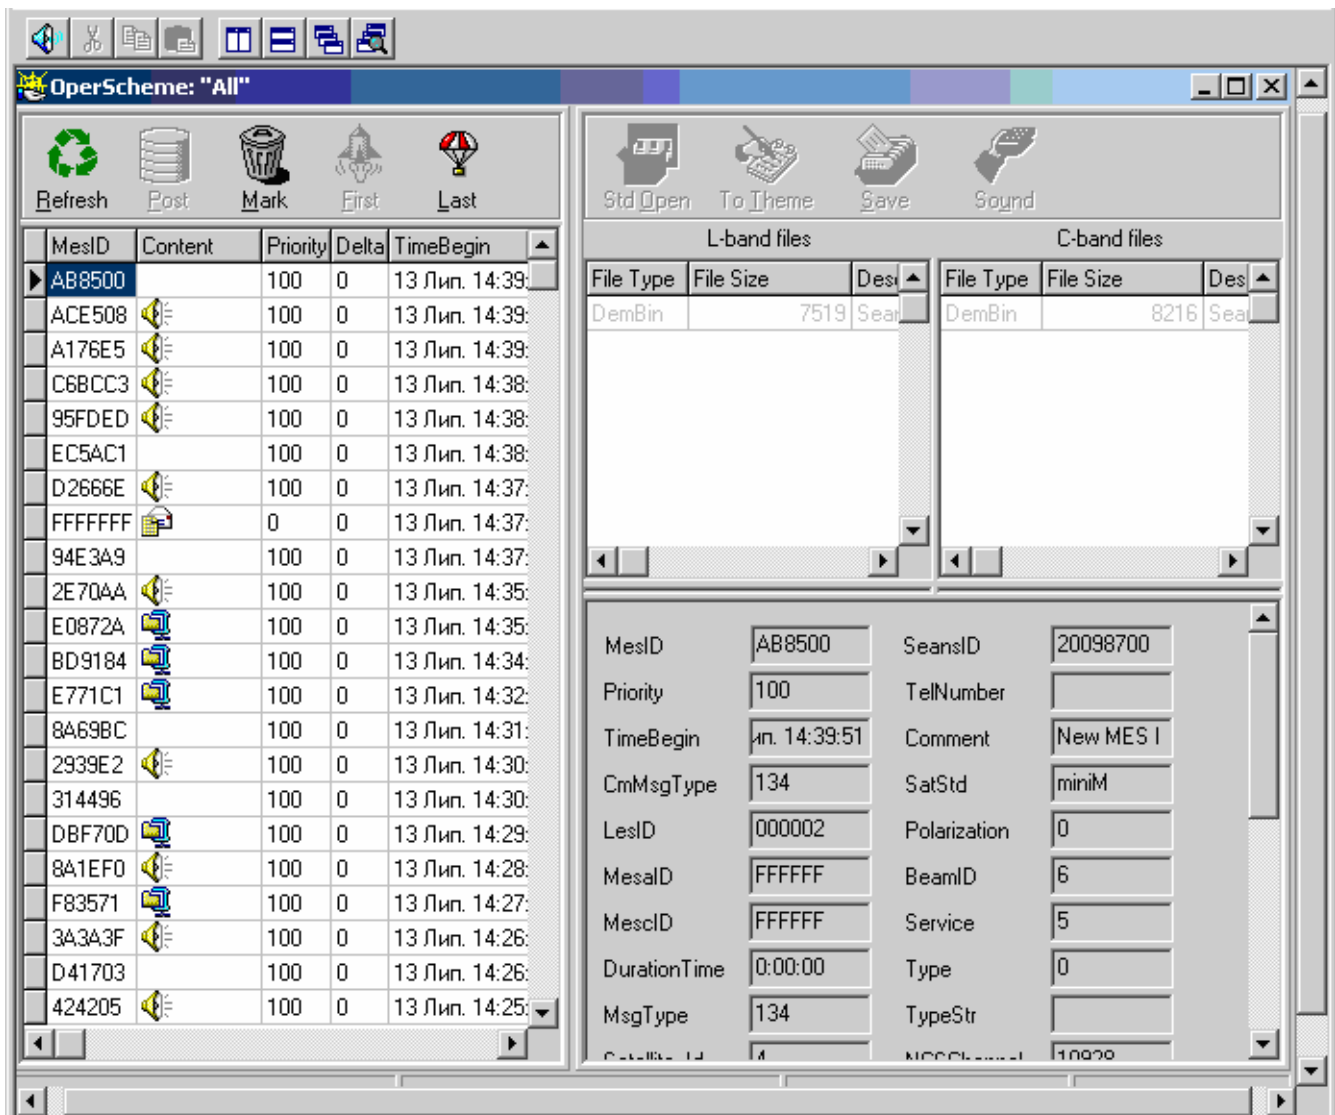 OperScheme: "All"
Refresh Post Mark First Last
Std Open To Theme Save Sound
L-band files C-band files
MesID Content Priority Delta TimeBegin
File Type File Size Des
File Type File Size Des
AB8500 100 0 13 Лип. 14:39:
DemBin 7519 Sean
DemBin 8216 Sean
ACE508 100 0 13 Лип. 14:39:
A176E5 100 0 13 Лип. 14:39:
C6BCC3 100 0 13 Лип. 14:38:
95FDED 100 0 13 Лип. 14:38:
EC5AC1 100 0 13 Лип. 14:38:
D2666E 100 0 13 Лип. 14:37:
FFFFFFF 0 0 13 Лип. 14:37:
94E3A9 100 0 13 Лип. 14:37:
2E70AA 100 0 13 Лип. 14:35:
E0872A 100 0 13 Лип. 14:35:
BD9184 100 0 13 Лип. 14:34:
E771C1 100 0 13 Лип. 14:32:
8A69BC 100 0 13 Лип. 14:31:
2939E2 100 0 13 Лип. 14:30:
314496 100 0 13 Лип. 14:30:
DBF70D 100 0 13 Лип. 14:29:
8A1EF0 100 0 13 Лип. 14:28:
F83571 100 0 13 Лип. 14:27:
3A3A3F 100 0 13 Лип. 14:26:
D41703 100 0 13 Лип. 14:26:
424205 100 0 13 Лип. 14:25:
MesID AB8500 SeansID 20098700
Priority 100 TelNumber
TimeBegin ип. 14:39:51 Comment New MES I
CmMsgType 134 SatStd miniM
LesID 000002 Polarization 0
MesaID FFFFFF BeamID 6
MescID FFFFFF Service 5
DurationTime 0:00:00 Type 0
MsgType 134 TypeStr